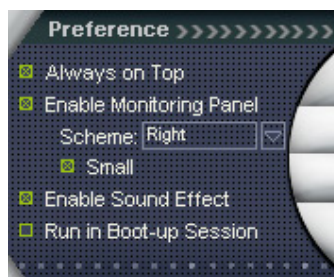 Preference >>>>>>>>>>>>
Always on Top
Enable Monitoring Panel
Scheme: Right
Small
Enable Sound Effect
Run in Boot-up Session